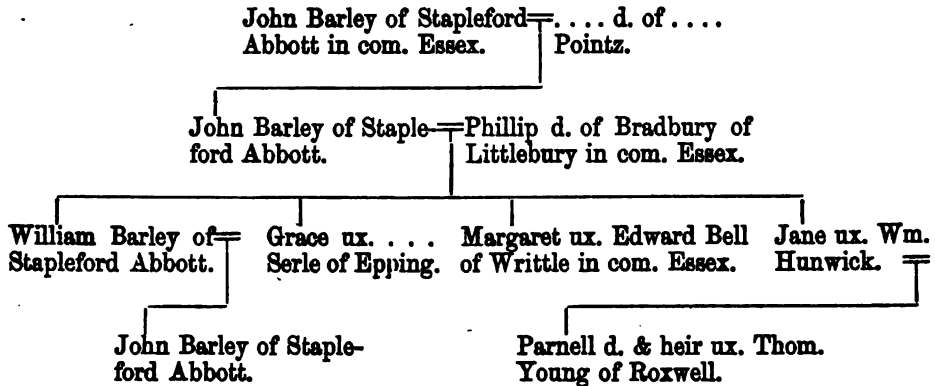 John Barley of Stapleford=. . . . d. of . . . .
Abbott in com. Essex. Pointz.
John Barley of Staple-=Phillip d. of Bradbury of
ford Abbott. Littlebury in com. Essex.
William Barley of=
Stapleford Abbott.
Grace ux. . . . .
Serle of Epping.
Margaret ux. Edward Bell
of Writtle in com. Essex.
Jane ux. Wm.
Hunwick. =
John Barley of Staple-
ford Abbott.
Parnell d. & heir ux. Thom.
Young of Roxwell.